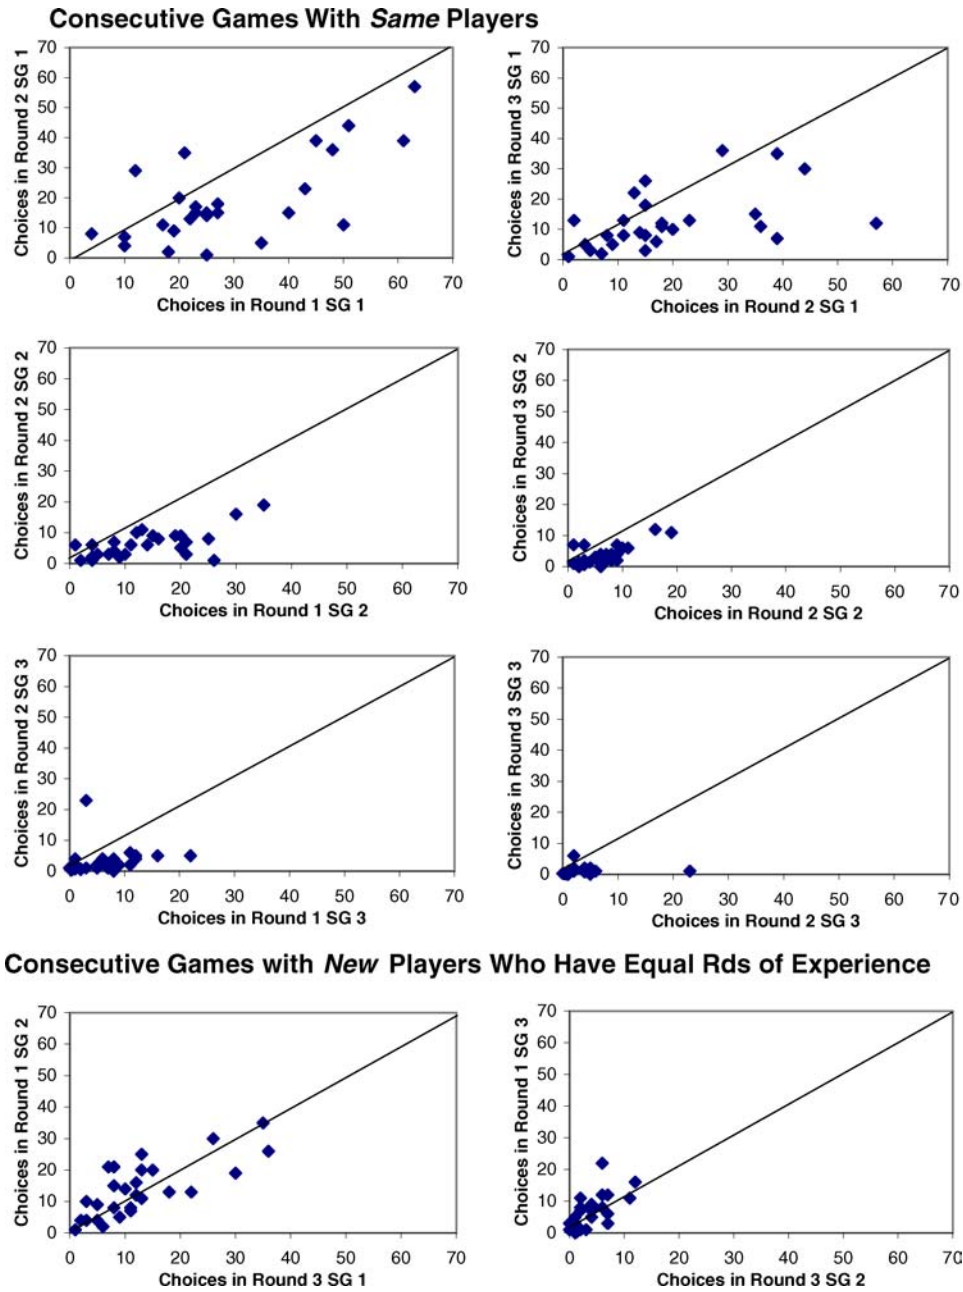 Consecutive Games With Same Players
Choices in Round 2 SG 1
70
60
50
40
30
20
10
0
0 10 20 30 40 50 60 70
Choices in Round 1 SG 1
Choices in Round 3 SG 1
70
60
50
40
30
20
10
0
0 10 20 30 40 50 60 70
Choices in Round 2 SG 1
Choices in Round 2 SG 2
70
60
50
40
30
20
10
0
0 10 20 30 40 50 60 70
Choices in Round 1 SG 2
Choices in Round 3 SG 2
70
60
50
40
30
20
10
0
0 10 20 30 40 50 60 70
Choices in Round 2 SG 2
Choices in Round 2 SG 3
70
60
50
40
30
20
10
0
0 10 20 30 40 50 60 70
Choices in Round 1 SG 3
Choices in Round 3 SG 3
70
60
50
40
30
20
10
0
0 10 20 30 40 50 60 70
Choices in Round 2 SG 3
Consecutive Games with New Players Who Have Equal Rds of Experience
Choices in Round 1 SG 2
70
60
50
40
30
20
10
0
0 10 20 30 40 50 60 70
Choices in Round 3 SG 1
Choices in Round 1 SG 3
70
60
50
40
30
20
10
0
0 10 20 30 40 50 60 70
Choices in Round 3 SG 2